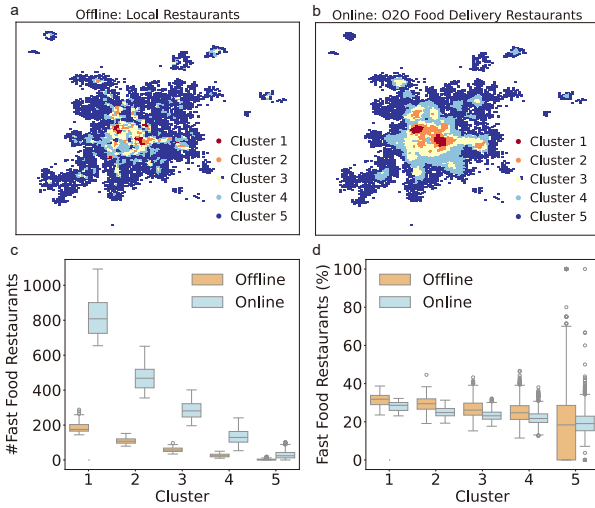 a
Offline: Local Restaurants
Cluster 1
Cluster 2
Cluster 3
Cluster 4
Cluster 5
b
Online: O2O Food Delivery Restaurants
Cluster 1
Cluster 2
Cluster 3
Cluster 4
Cluster 5
c
#Fast Food Restaurants
1000
800
600
400
200
0
Offline
Online
1 2 3 4 5
Cluster
d
Fast Food Restaurants (%)
100
80
60
40
20
0
Offline
Online
1 2 3 4 5
Cluster